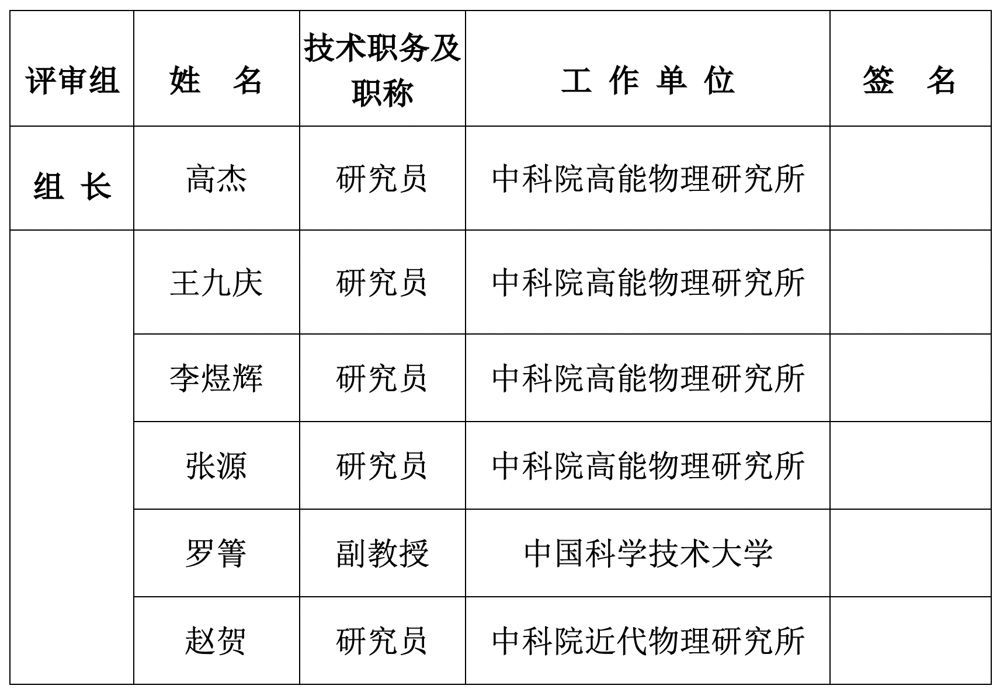 评审组 姓 名 技术职务及职称 工 作 单 位 签 名
组 长 高杰 研究员 中科院高能物理研究所
王九庆 研究员 中科院高能物理研究所
李煜辉 研究员 中科院高能物理研究所
张源 研究员 中科院高能物理研究所
罗箐 副教授 中国科学技术大学
赵贺 研究员 中科院近代物理研究所